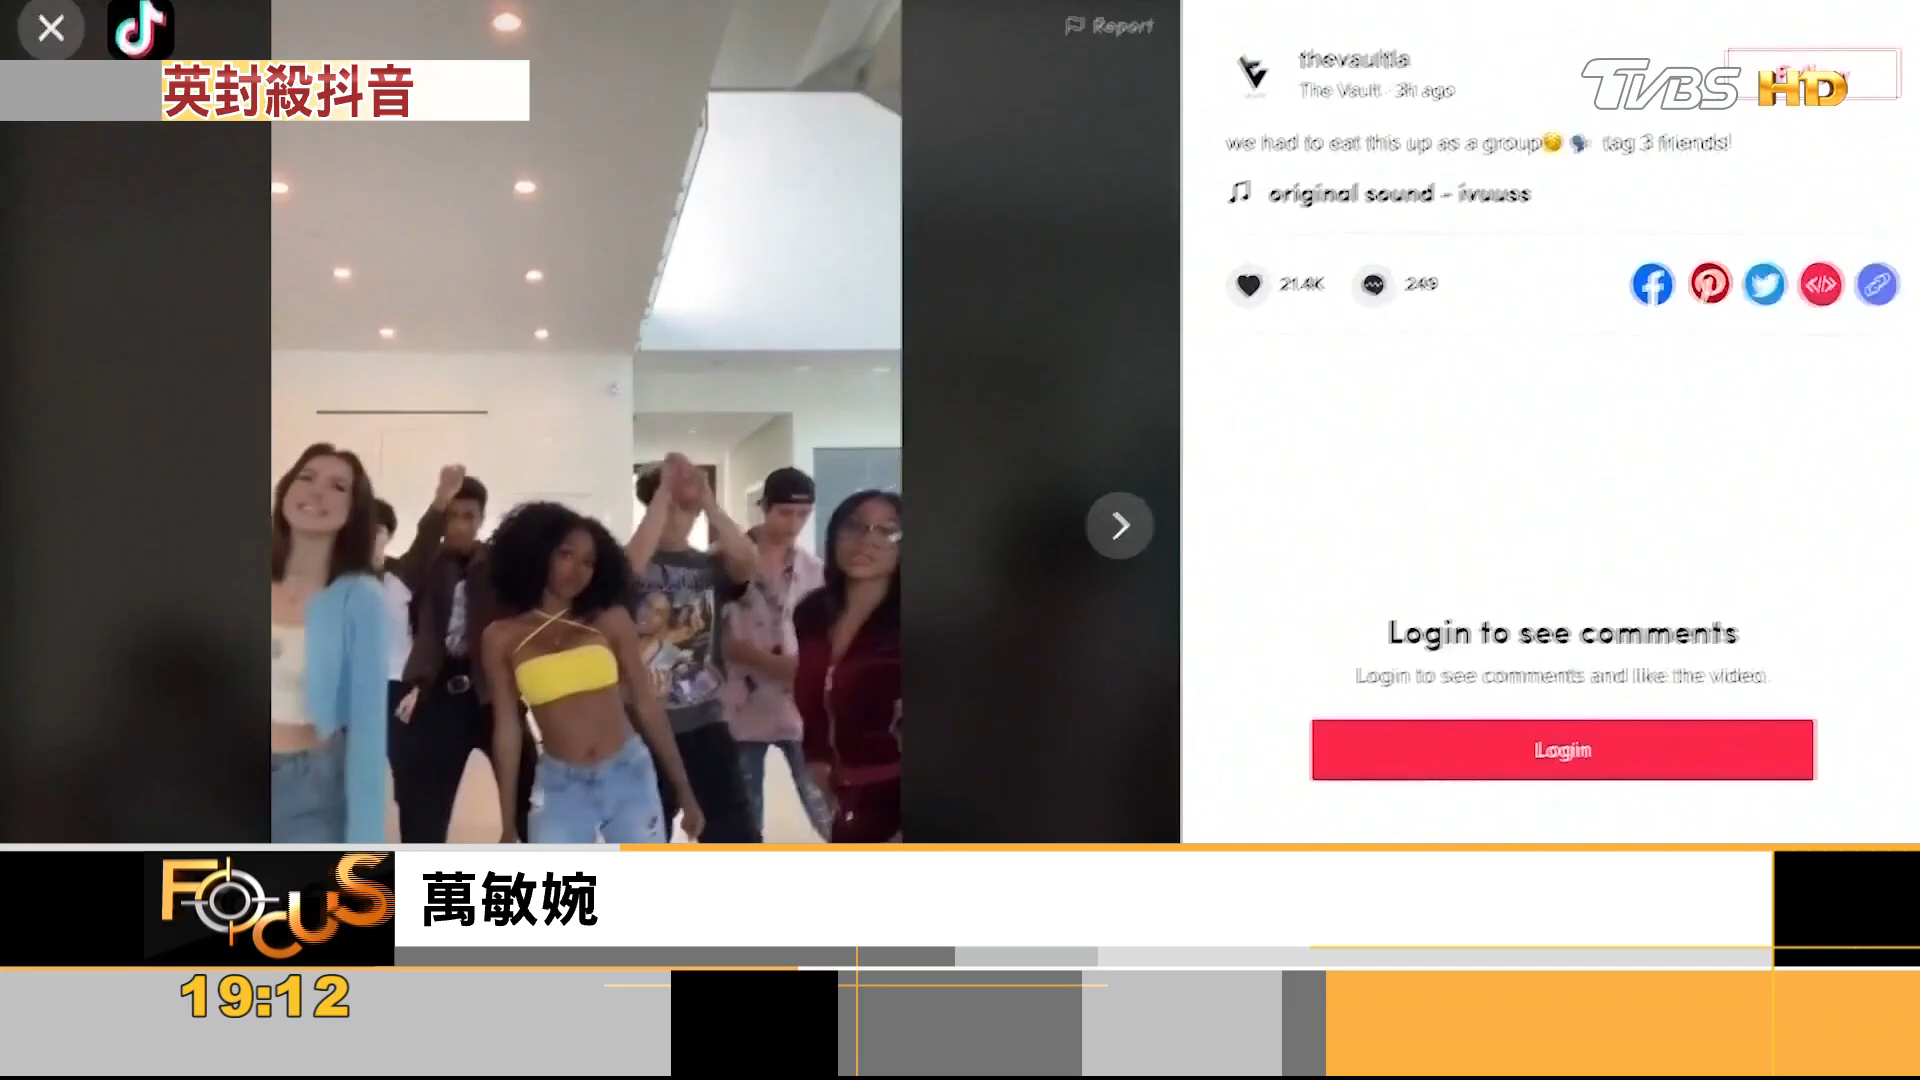 Report
英封殺抖音
thevaultla
The Vault · 3h ago
TVBS HD
we had to eat this up as a group tag 3 friends!
original sound - ivuuss
21.4K
249
Login to see comments
Login to see comments and like the video.
Login
FOCUS
萬敏婉
19:12